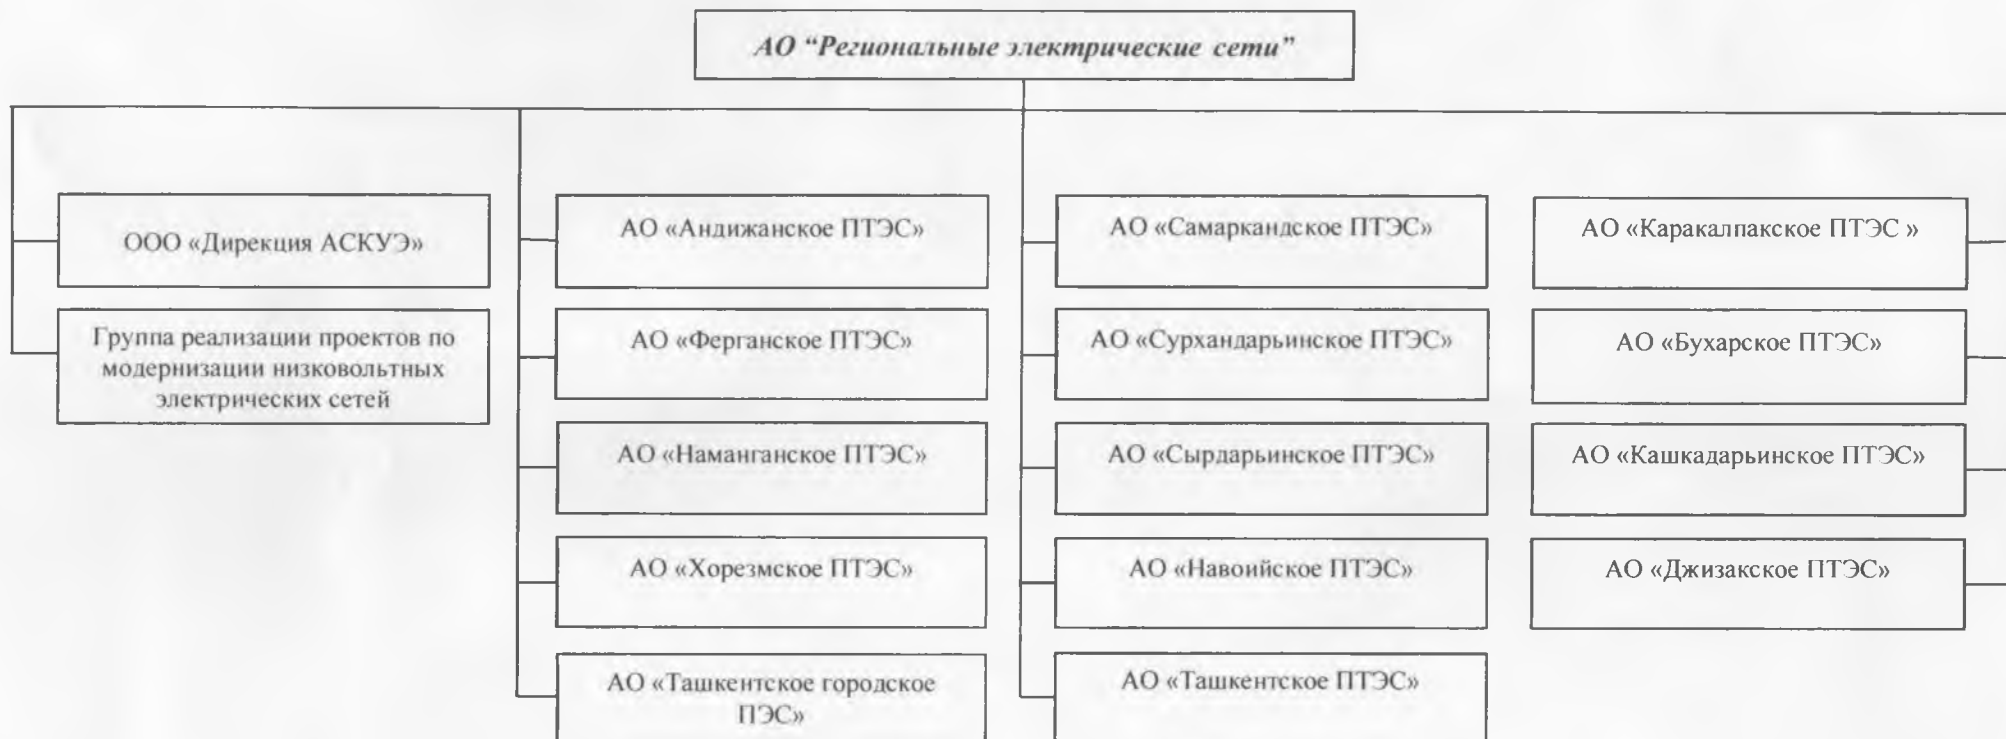 АО “Региональные электрические сети”
ООО «Дирекция АСКУЭ»
Группа реализации проектов по
модернизации низковольтных
электрических сетей
АО «Андижанское ПТЭС»
АО «Ферганское ПТЭС»
АО «Наманганское ПТЭС»
АО «Хорезмское ПТЭС»
АО «Ташкентское городское
ПЭС»
АО «Самаркандское ПТЭС»
АО «Сурхандарьинское ПТЭС»
АО «Сырдарьинское ПТЭС»
АО «Навоийское ПТЭС»
АО «Ташкентское ПТЭС»
АО «Каракалпакское ПТЭС »
АО «Бухарское ПТЭС»
АО «Кашкадарьинское ПТЭС»
АО «Джизакское ПТЭС»